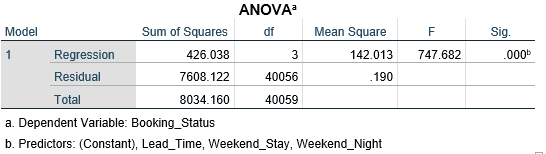 ANOVAᵃ
Model Sum of Squares df Mean Square F Sig.
1 Regression 426.038 3 142.013 747.682 .000ᵇ
Residual 7608.122 40056 .190
Total 8034.160 40059
a. Dependent Variable: Booking_Status
b. Predictors: (Constant), Lead_Time, Weekend_Stay, Weekend_Night